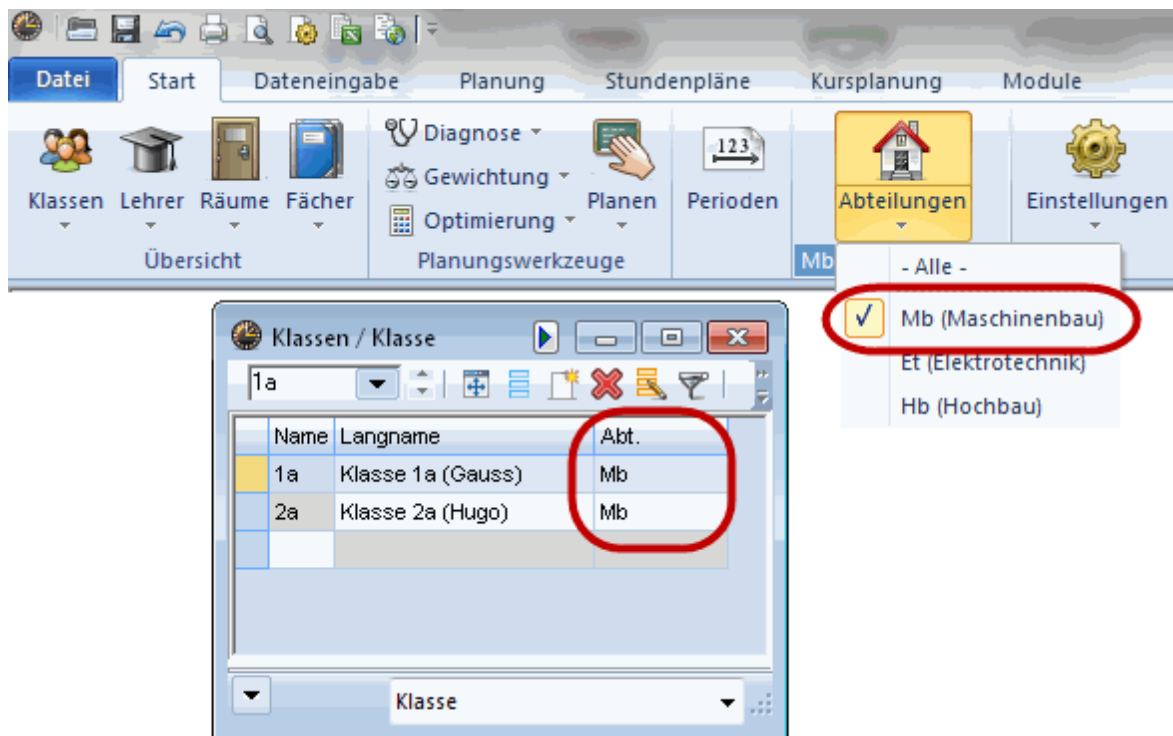 Datei Start Dateneingabe Planung Stundenpläne Kursplanung Module
Diagnose
123
Gewichtung
Klassen Lehrer Räume Fächer Planen Perioden Abteilungen Einstellungen
Optimierung
Übersicht Planungswerkzeuge Mb
- Alle -
Mb (Maschinenbau)
Et (Elektrotechnik)
Hb (Hochbau)
Klassen / Klasse
1a
Name Langname Abt.
1a Klasse 1a (Gauss) Mb
2a Klasse 2a (Hugo) Mb
Klasse